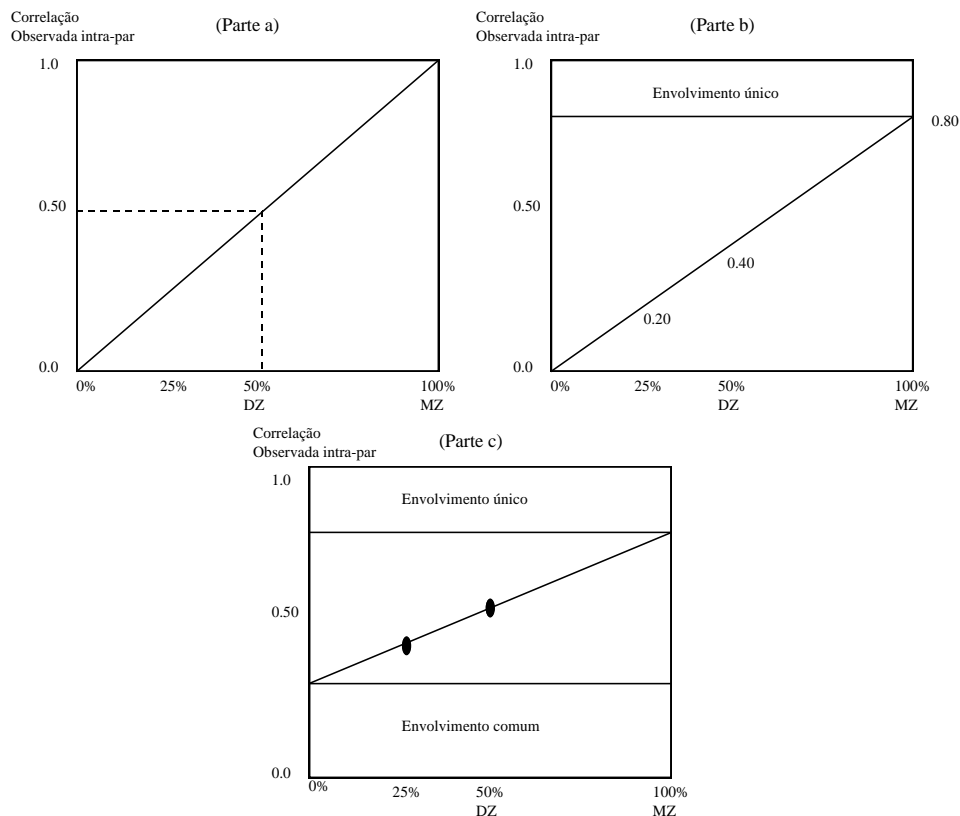 Correlação
Observada intra-par
(Parte a)
1.0
0.50
0.0
0% 25% 50% 100%
DZ MZ
Correlação
Observada intra-par
(Parte b)
1.0
Envolvimento único
0.80
0.50
0.40
0.20
0.0
0% 25% 50% 100%
DZ MZ
Correlação
Observada intra-par
(Parte c)
1.0
Envolvimento único
0.50
Envolvimento comum
0.0
0% 25% 50% 100%
DZ MZ